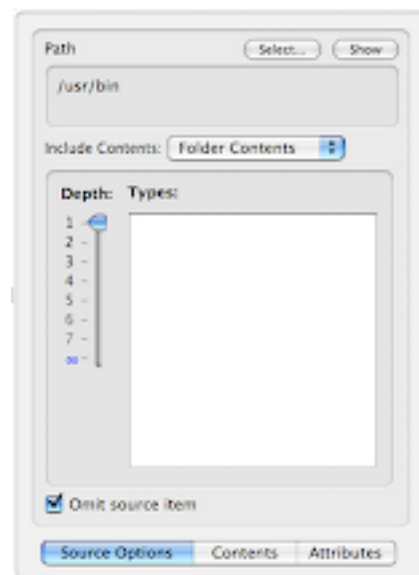 Path Select... Show
/usr/bin
Include Contents: Folder Contents
Depth: Types:
1
2
3
4
5
6
7
∞
Omit source item
Source Options Contents Attributes